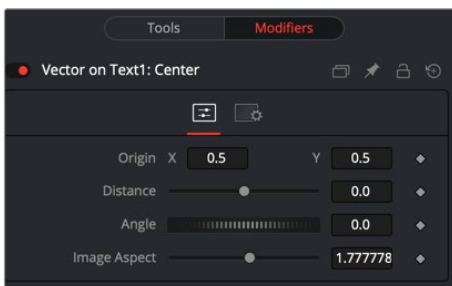 Tools Modifiers
Vector on Text1: Center
Origin X 0.5 Y 0.5
Distance 0.0
Angle 0.0
Image Aspect 1.777778